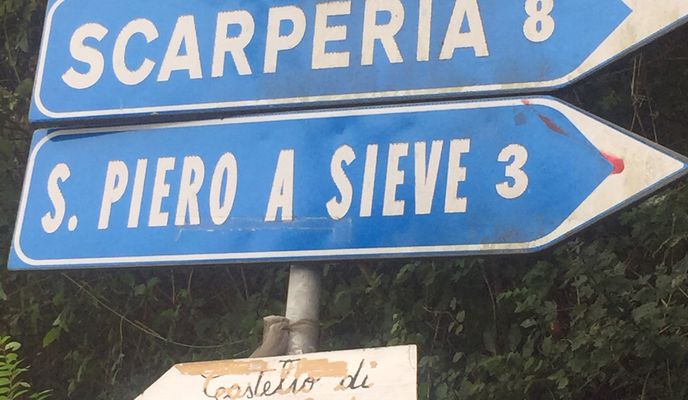 SCARPERIA 8
S. PIERO A SIEVE 3
Castello di